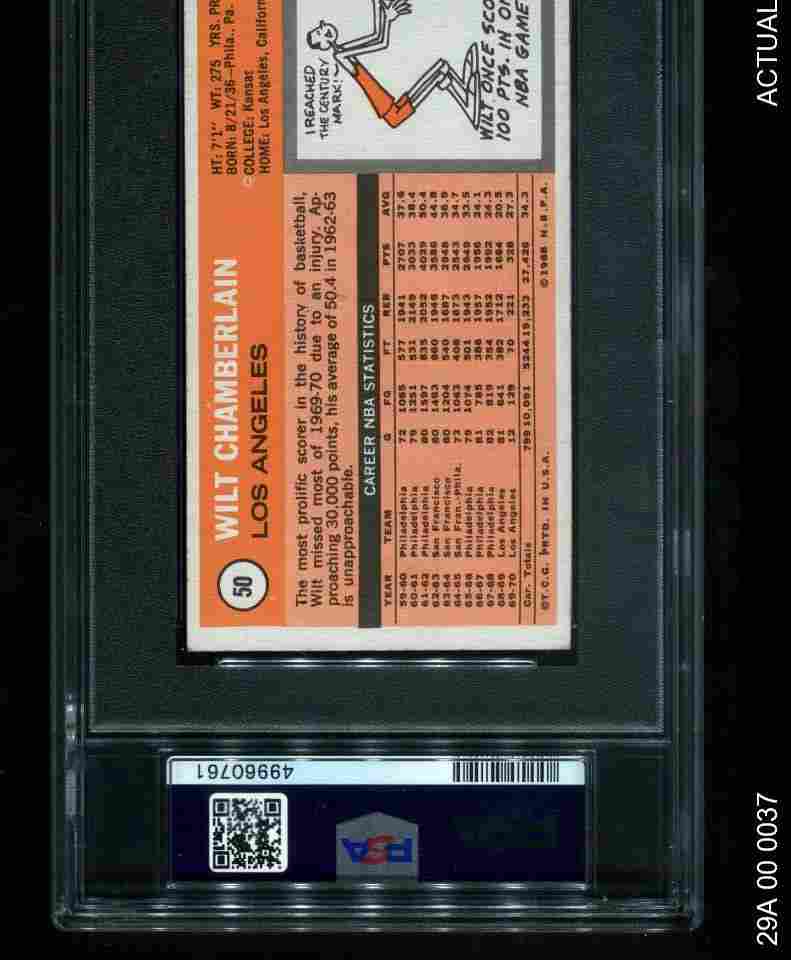 50
WILT CHAMBERLAIN
LOS ANGELES
HT: 7'1" WT: 275 YRS. PR
BORN: 8/21/36—Phila., Pa.
COLLEGE: Kansas
HOME: Los Angeles, Californ
The most prolific scorer in the history of basketball,
Wilt missed most of 1969-70 due to an injury. Ap-
proaching 30,000 points, his average of 50.4 in 1962-63
is unapproachable.
I REACHED
THE CENTURY
MARK!
WILT ONCE SCO
100 PTS. IN O
NBA GAME
CAREER NBA STATISTICS
YEAR TEAM G FG FT REB PTS AVG
59-60 Philadelphia 72 1065 577 1941 2707 37.6
60-61 Philadelphia 79 1251 531 2149 3033 38.4
61-62 Philadelphia 80 1597 835 2052 4029 50.4
62-63 San Francisco 80 1463 660 1946 3586 44.8
63-64 San Francisco 80 1204 540 1687 2948 36.9
64-65 San Fran.-Phila. 73 1063 408 1673 2534 34.7
65-66 Philadelphia 79 1074 501 1943 2649 33.5
66-67 Philadelphia 81 785 386 1957 1956 24.1
67-68 Philadelphia 82 819 354 1952 1992 24.3
68-69 Los Angeles 81 641 382 1712 1664 20.5
69-70 Los Angeles 12 129 70 221 328 27.3
Car. Totals 799 10,091 5244 19,233 27,426 34.3
©T.C.G. PRTD. IN U.S.A. ©1968 N.B.P.A.
49960761
PSA
ACTUAL
29A 00 0037